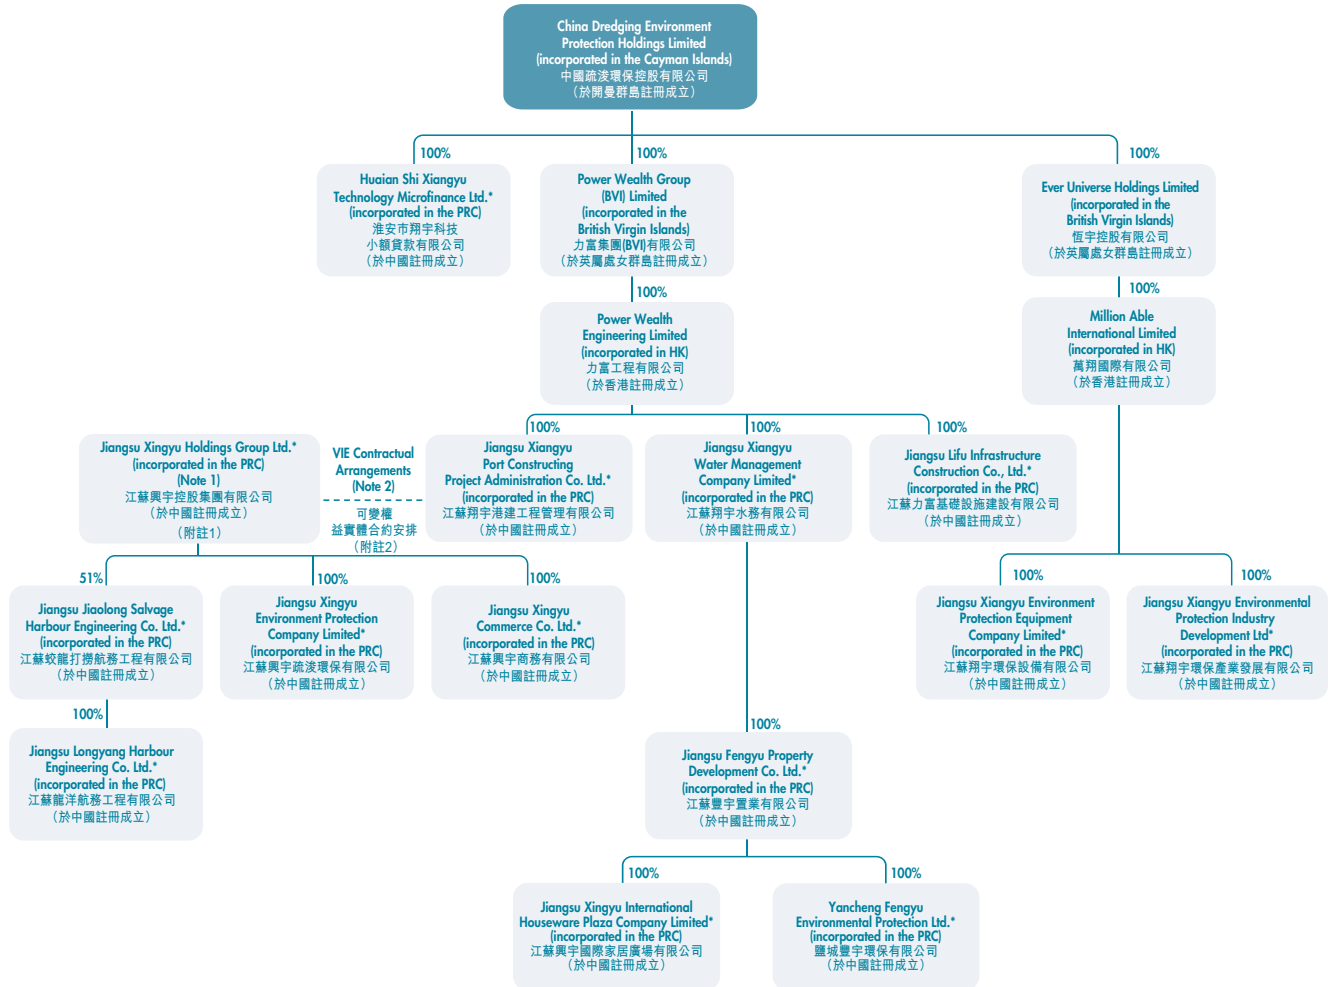 China Dredging Environment
Protection Holdings Limited
(incorporated in the Cayman Islands)
中國疏浚環保控股有限公司
（於開曼群島註冊成立）
100%
100%
100%
Huaian Shi Xiangyu
Technology Microfinance Ltd.*
(incorporated in the PRC)
淮安市翔宇科技
小額貸款有限公司
（於中國註冊成立）
Power Wealth Group
(BVI) Limited
(incorporated in the
British Virgin Islands)
力富集團(BVI)有限公司
（於英屬處女群島註冊成立）
Ever Universe Holdings Limited
(incorporated in the
British Virgin Islands)
恆宇控股有限公司
（於英屬處女群島註冊成立）
100%
100%
Power Wealth
Engineering Limited
(incorporated in HK)
力富工程有限公司
（於香港註冊成立）
Million Able
International Limited
(incorporated in HK)
萬翔國際有限公司
（於香港註冊成立）
100%
100%
100%
Jiangsu Xingyu Holdings Group Ltd.*
(incorporated in the PRC)
(Note 1)
江蘇興宇控股集團有限公司
（於中國註冊成立）
（附註1）
VIE Contractual
Arrangements
(Note 2)
可變權
益實體合約安排
（附註2）
Jiangsu Xiangyu
Port Constructing
Project Administration Co. Ltd.*
(incorporated in the PRC)
江蘇翔宇港建工程管理有限公司
（於中國註冊成立）
Jiangsu Xiangyu
Water Management
Company Limited*
(incorporated in the PRC)
江蘇翔宇水務有限公司
（於中國註冊成立）
Jiangsu Lifu Infrastructure
Construction Co., Ltd.*
(incorporated in the PRC)
江蘇力富基礎設施建設有限公司
（於中國註冊成立）
51%
100%
100%
100%
100%
Jiangsu Jiaolong Salvage
Harbour Engineering Co. Ltd.*
(incorporated in the PRC)
江蘇蛟龍打撈航務工程有限公司
（於中國註冊成立）
Jiangsu Xingyu
Environment Protection
Company Limited*
(incorporated in the PRC)
江蘇興宇疏浚環保有限公司
（於中國註冊成立）
Jiangsu Xingyu
Commerce Co. Ltd.*
(incorporated in the PRC)
江蘇興宇商務有限公司
（於中國註冊成立）
Jiangsu Xiangyu Environment
Protection Equipment
Company Limited*
(incorporated in the PRC)
江蘇翔宇環保設備有限公司
（於中國註冊成立）
Jiangsu Xiangyu Environmental
Protection Industry
Development Ltd*
(incorporated in the PRC)
江蘇翔宇環保產業發展有限公司
（於中國註冊成立）
100%
100%
Jiangsu Longyang Harbour
Engineering Co. Ltd.*
(incorporated in the PRC)
江蘇龍洋航務工程有限公司
（於中國註冊成立）
Jiangsu Fengyu Property
Development Co. Ltd.*
(incorporated in the PRC)
江蘇豐宇置業有限公司
（於中國註冊成立）
100%
100%
Jiangsu Xingyu International
Houseware Plaza Company Limited*
(incorporated in the PRC)
江蘇興宇國際家居廣場有限公司
（於中國註冊成立）
Yancheng Fengyu
Environmental Protection Ltd.*
(incorporated in the PRC)
鹽城豐宇環保有限公司
（於中國註冊成立）